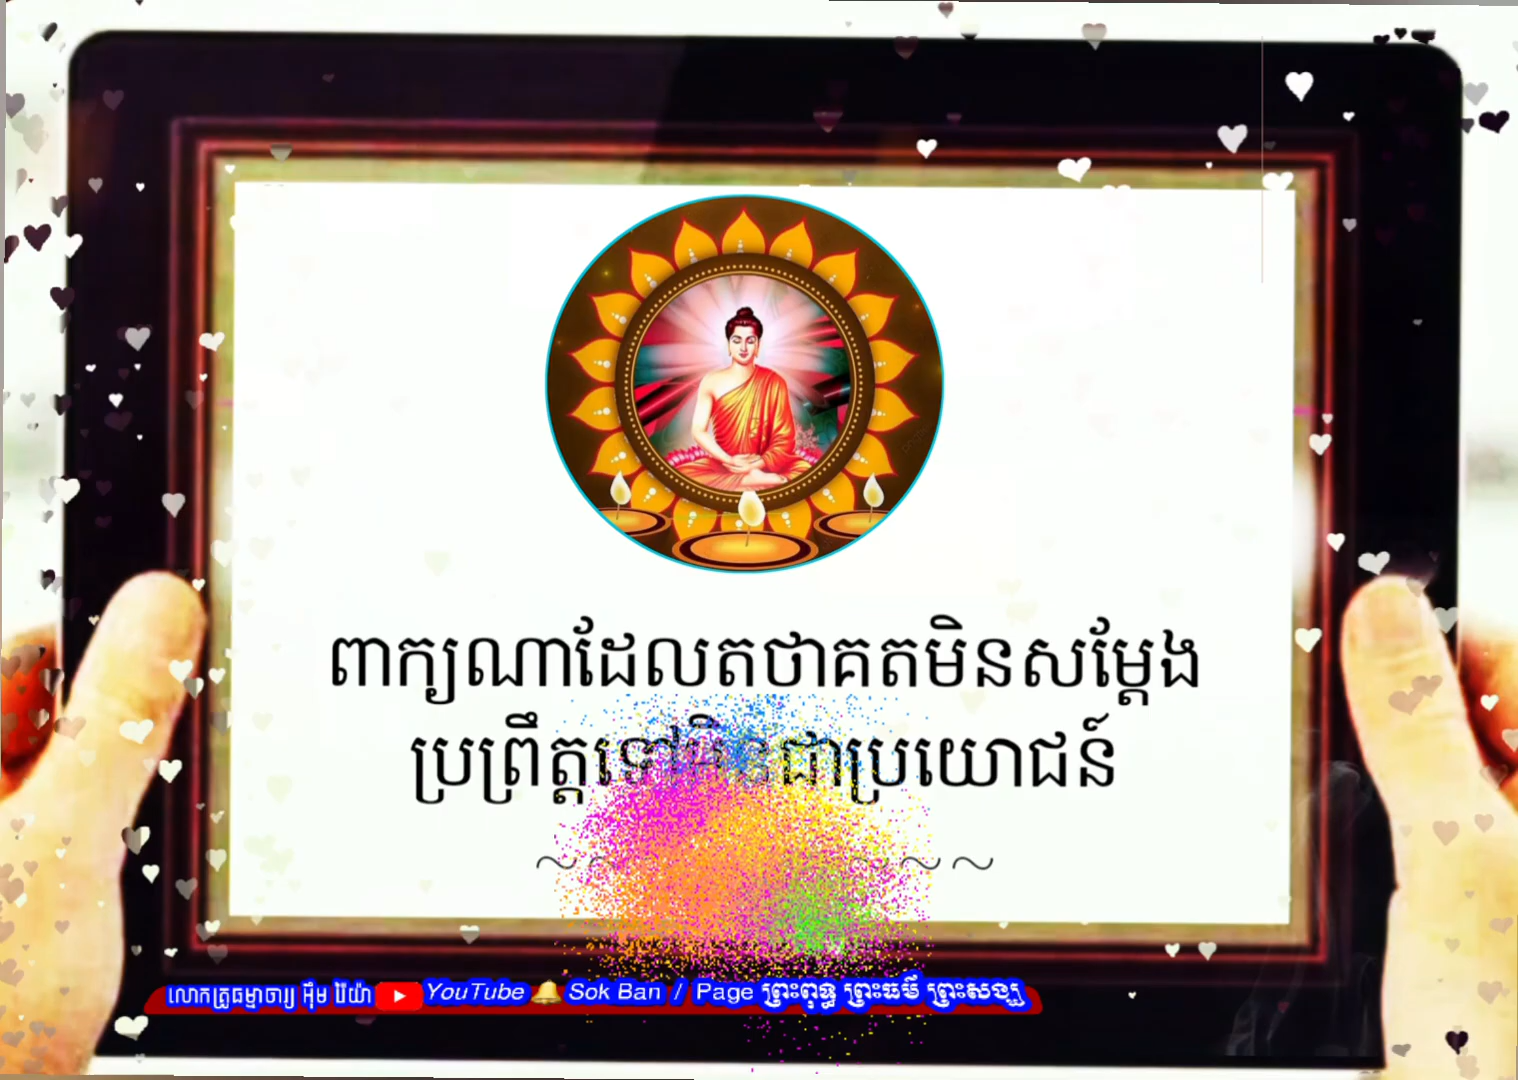 ពាក្យណាដែលតថាគតមិនសម្ដែង
ប្រព្រឹត្តទៅមិនជាប្រយោជន៍
~~ ~~~
លោកគ្រូធម្មាចារ្យ អ៊ឹម រ៉ៃយ៉ា YouTube Sok Ban / Page ព្រះពុទ្ធ ព្រះធម៌ ព្រះសង្ឃ